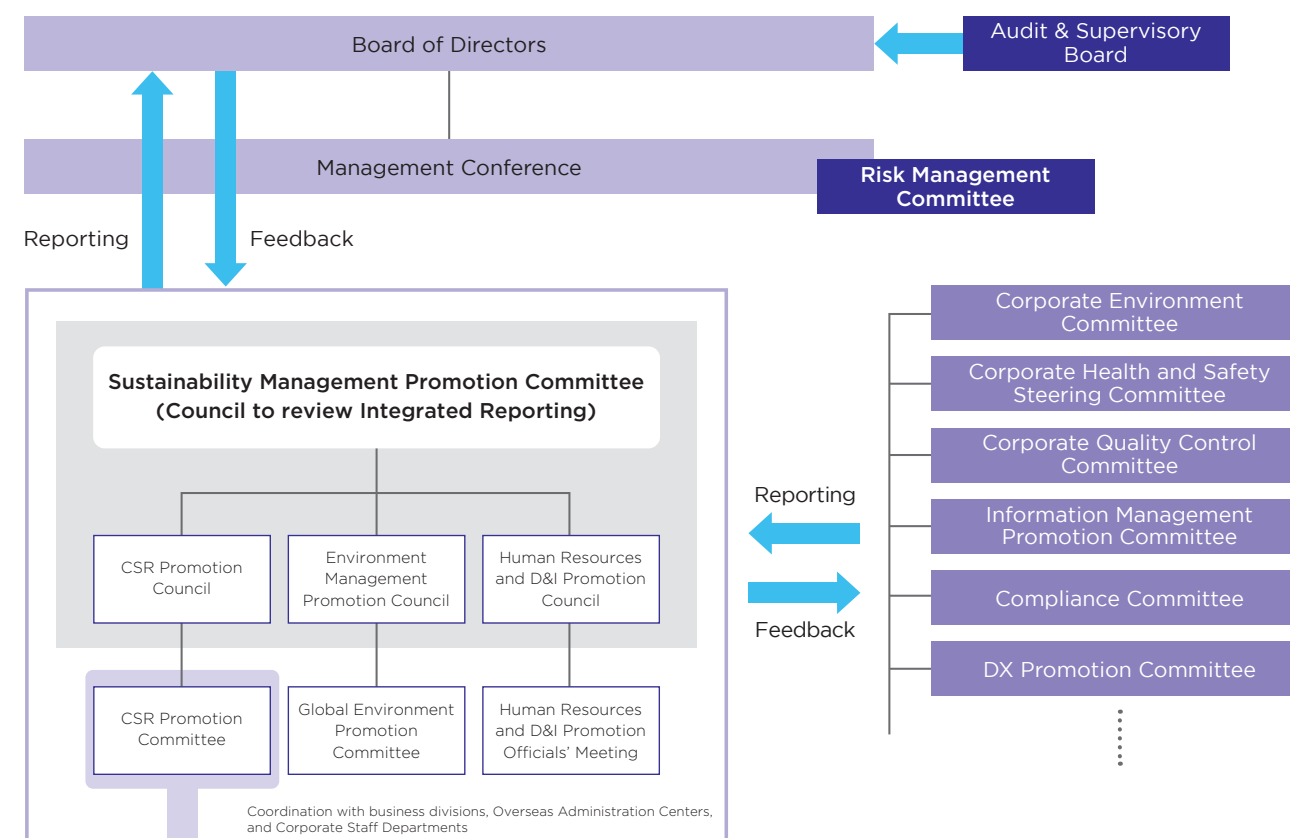 Board of Directors
Audit & Supervisory
Board
Management Conference
Risk Management
Committee
Reporting
Feedback
Sustainability Management Promotion Committee
(Council to review Integrated Reporting)
CSR Promotion
Council
Environment
Management
Promotion Council
Human Resources
and D&I Promotion
Council
CSR Promotion
Committee
Global Environment
Promotion
Committee
Human Resources
and D&I Promotion
Officials’ Meeting
Coordination with business divisions, Overseas Administration Centers,
and Corporate Staff Departments
Reporting
Feedback
Corporate Environment
Committee
Corporate Health and Safety
Steering Committee
Corporate Quality Control
Committee
Information Management
Promotion Committee
Compliance Committee
DX Promotion Committee